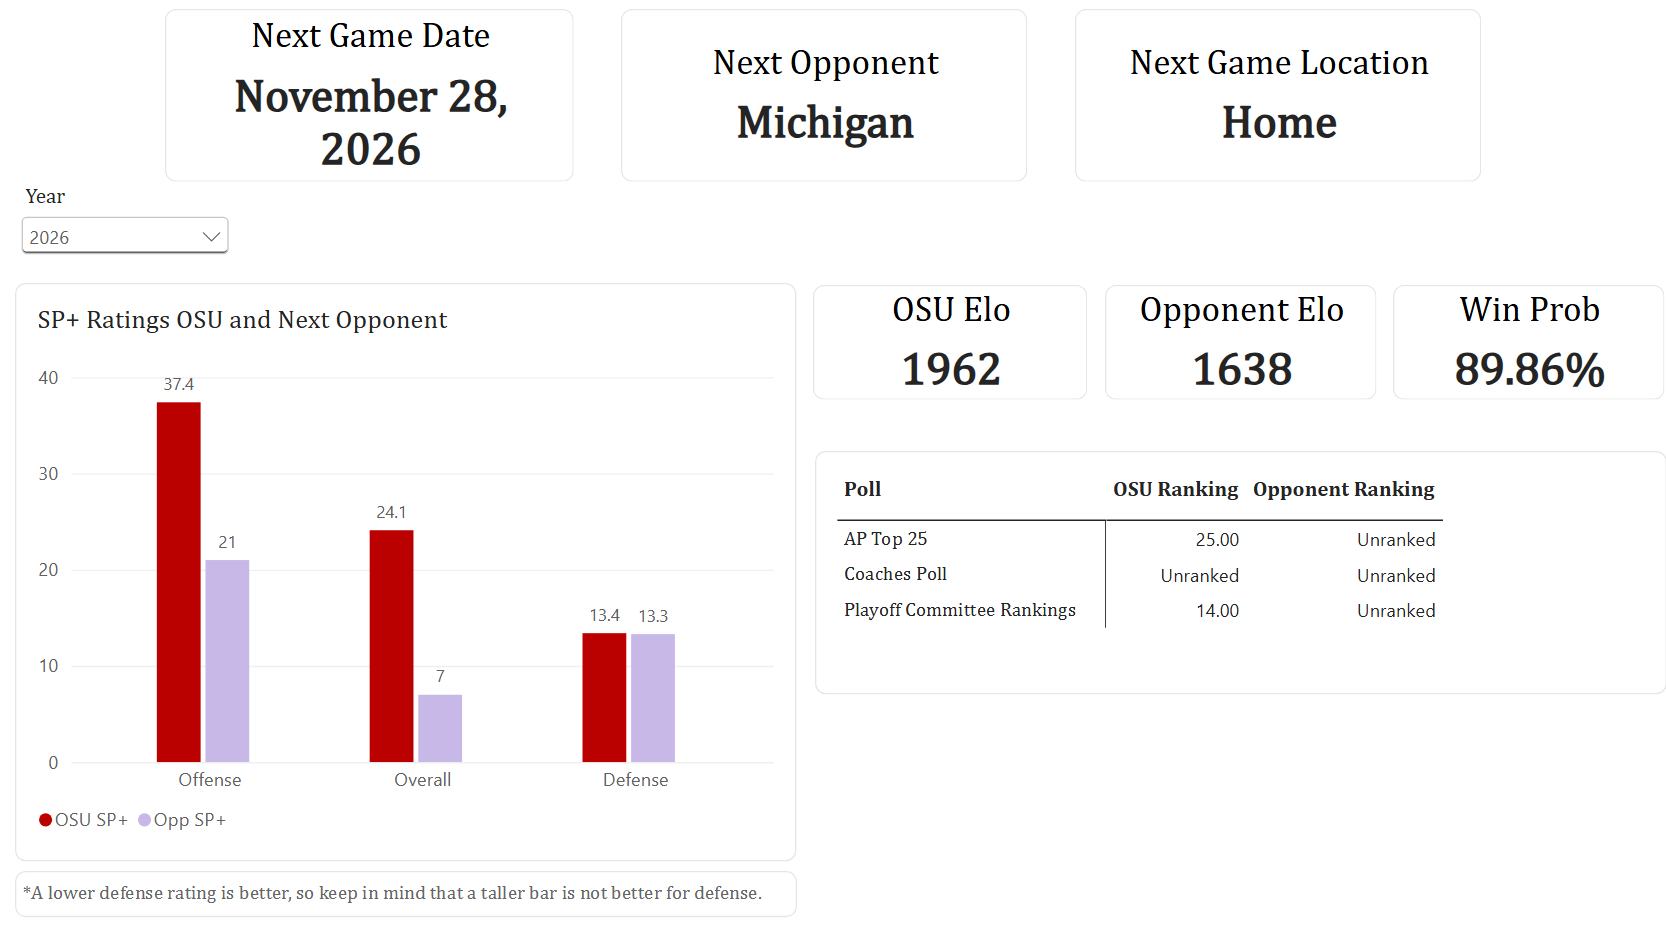 Next Game Date
November 28,
2026
Next Opponent
Michigan
Next Game Location
Home
Year
2026
SP+ Ratings OSU and Next Opponent
40
30
20
10
0
37.4
21
24.1
7
13.4
13.3
Offense
Overall
Defense
OSU SP+ Opp SP+
*A lower defense rating is better, so keep in mind that a taller bar is not better for defense.
OSU Elo
1962
Opponent Elo
1638
Win Prob
89.86%
Poll OSU Ranking Opponent Ranking
AP Top 25 25.00 Unranked
Coaches Poll Unranked Unranked
Playoff Committee Rankings 14.00 Unranked